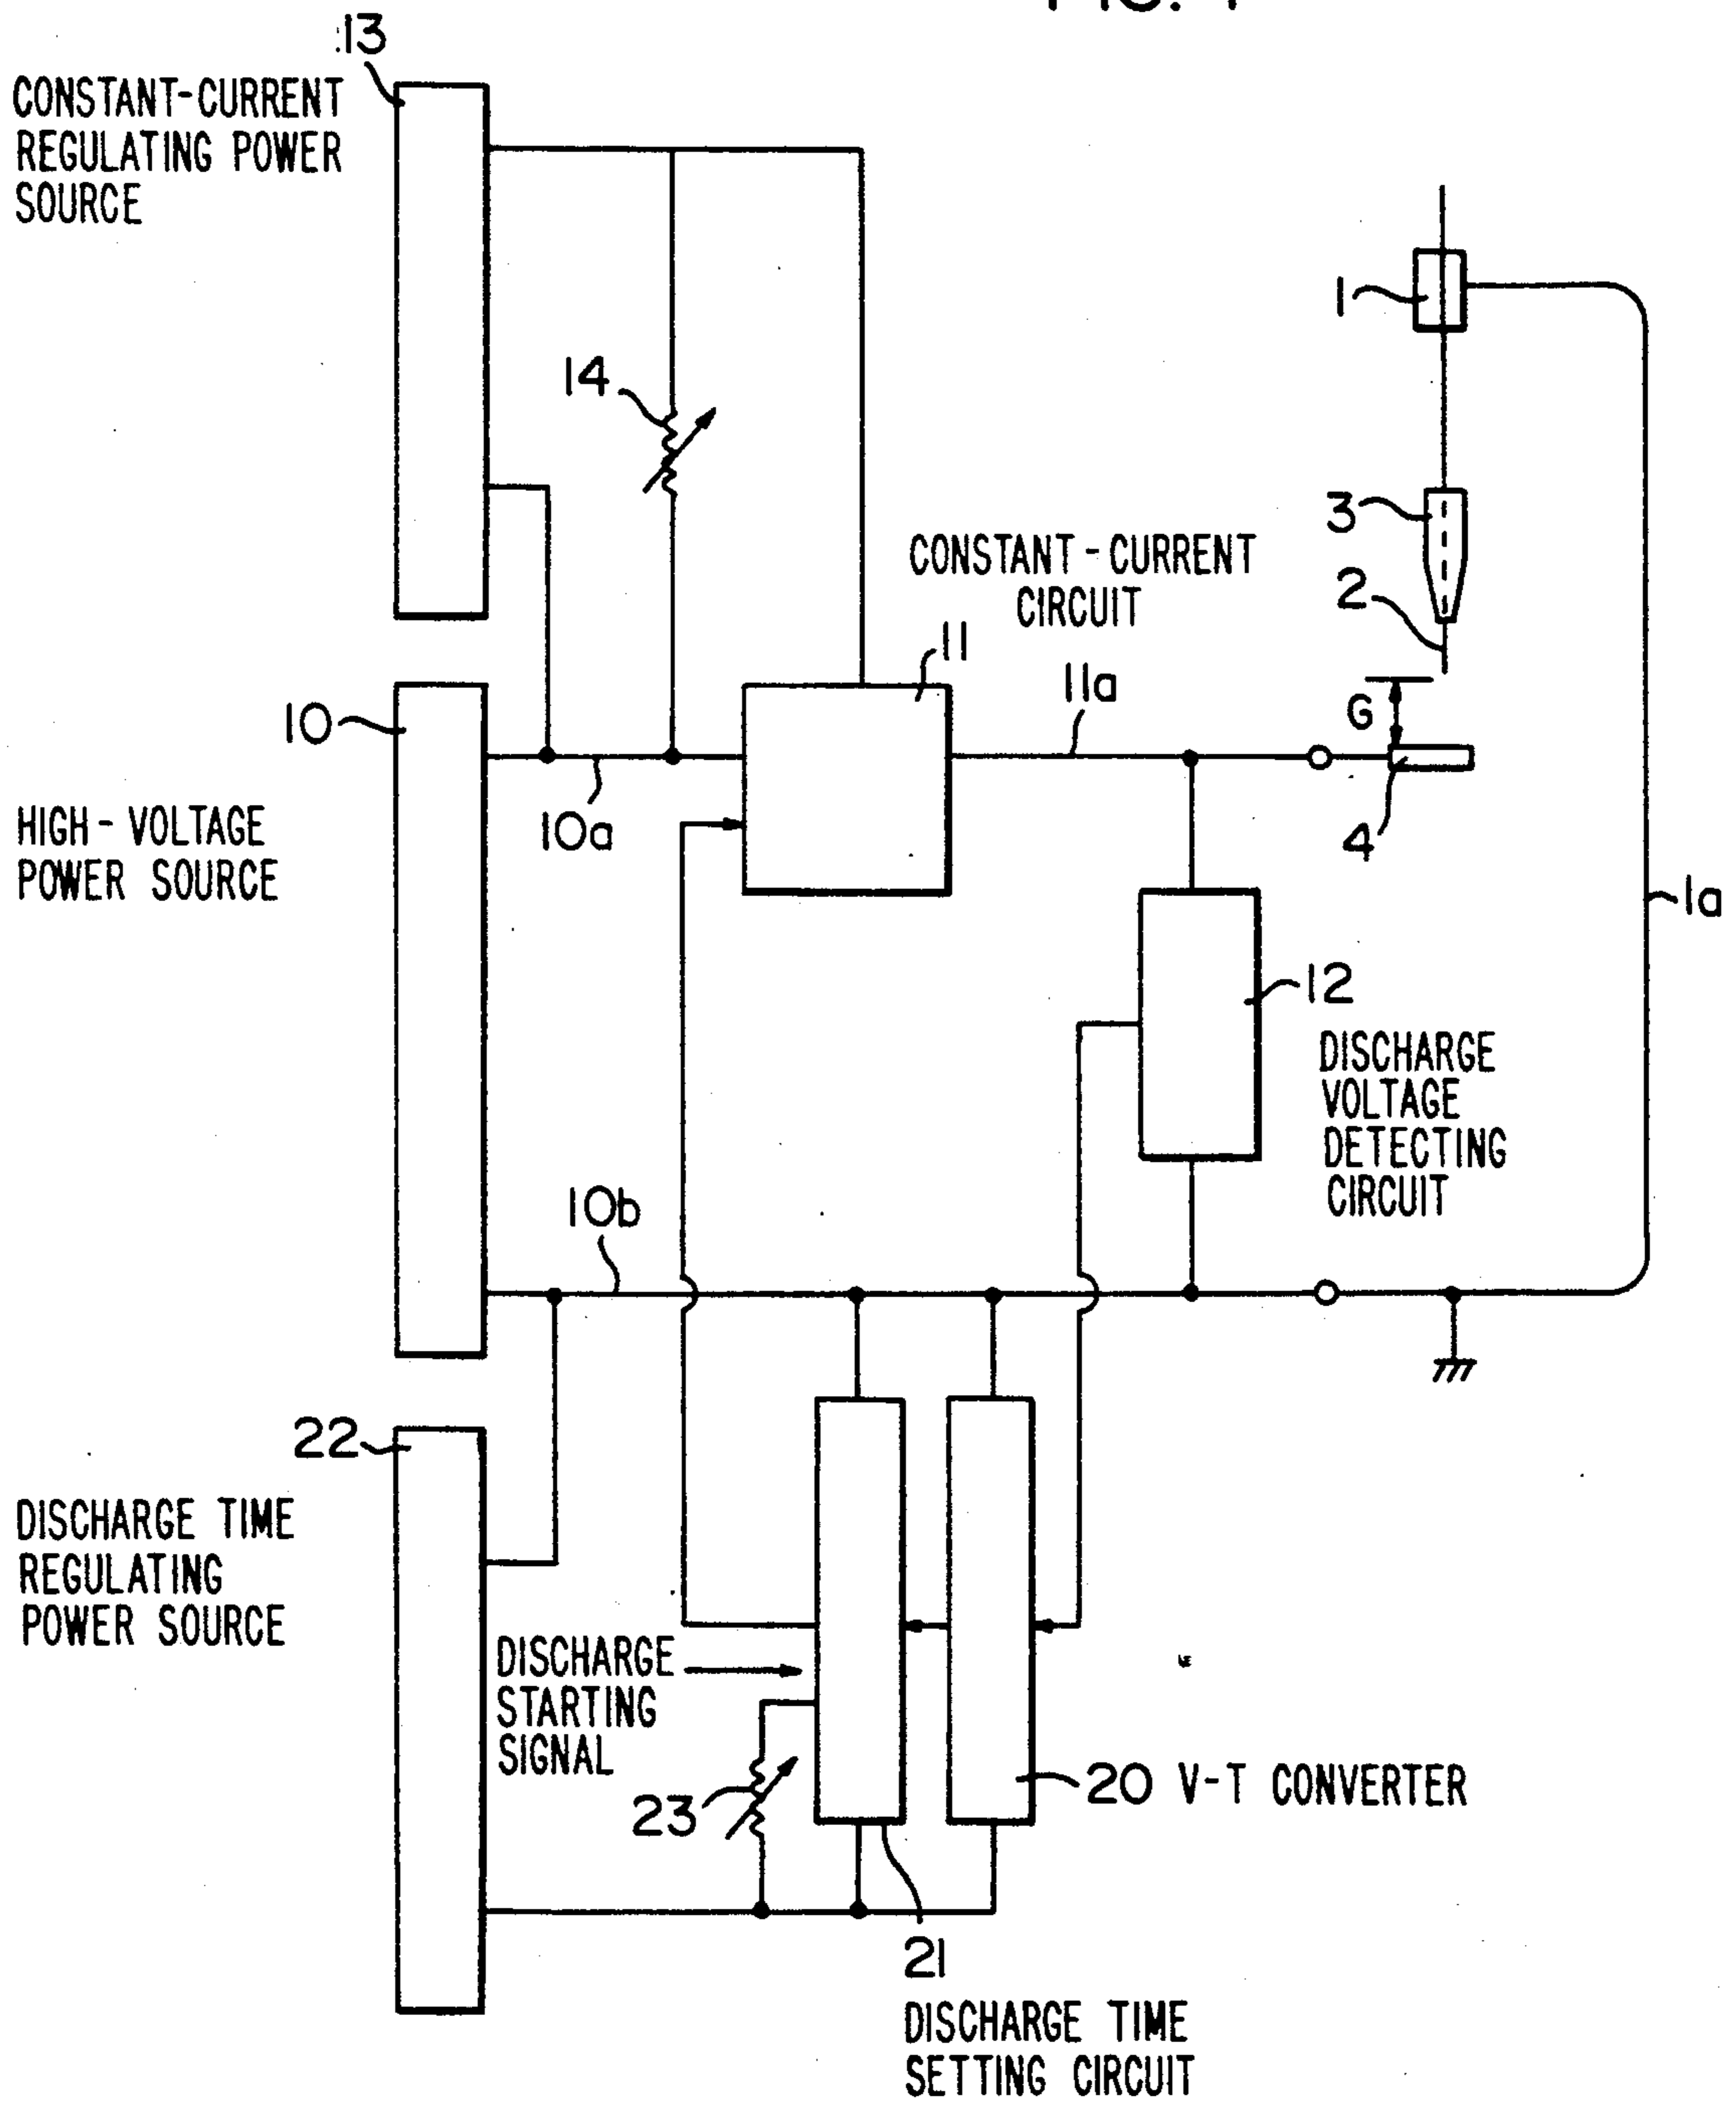 13
CONSTANT-CURRENT
REGULATING POWER
SOURCE
1
14
3
CONSTANT-CURRENT
CIRCUIT
2
11
11a
10
G
10a
4
HIGH-VOLTAGE
POWER SOURCE
1a
12
DISCHARGE
VOLTAGE
DETECTING
CIRCUIT
10b
22
DISCHARGE TIME
REGULATING
POWER SOURCE
DISCHARGE
STARTING
SIGNAL
23
20 V-T CONVERTER
21
DISCHARGE TIME
SETTING CIRCUIT